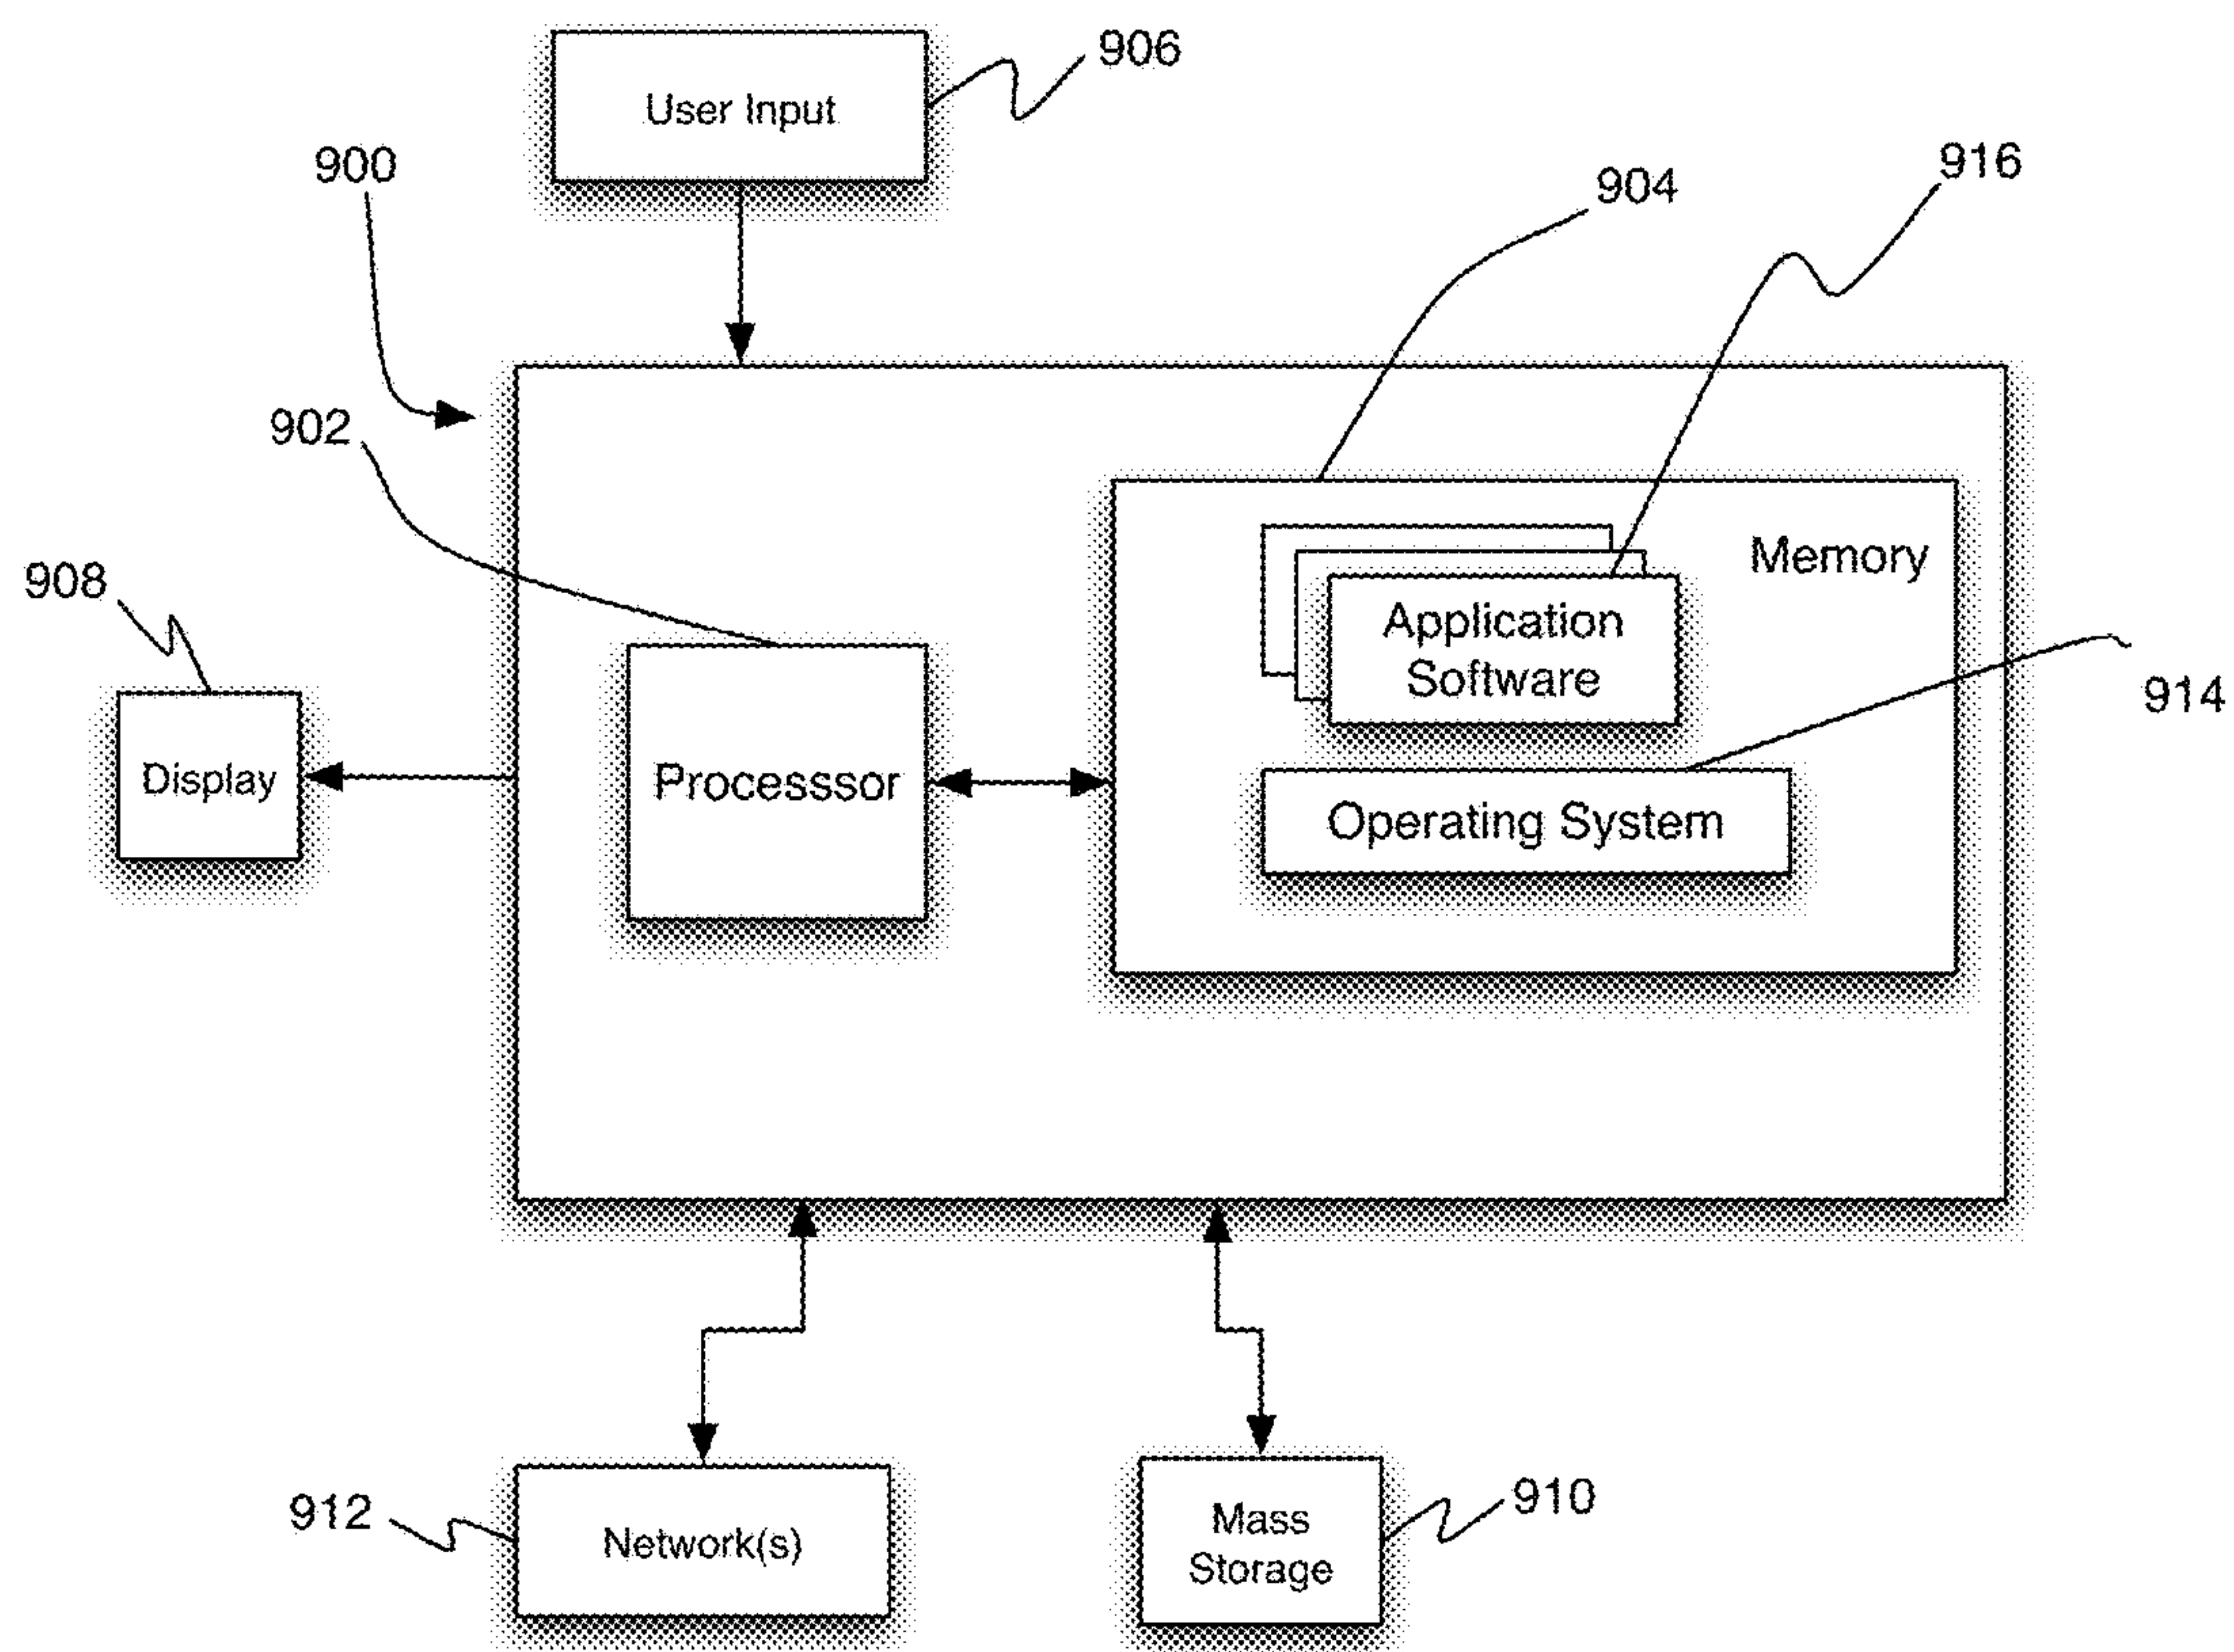 906
User Input
900
916
904
902
Memory
908
Application
Software
914
Display
Processsor
Operating System
912
Network(s)
910
Mass
Storage